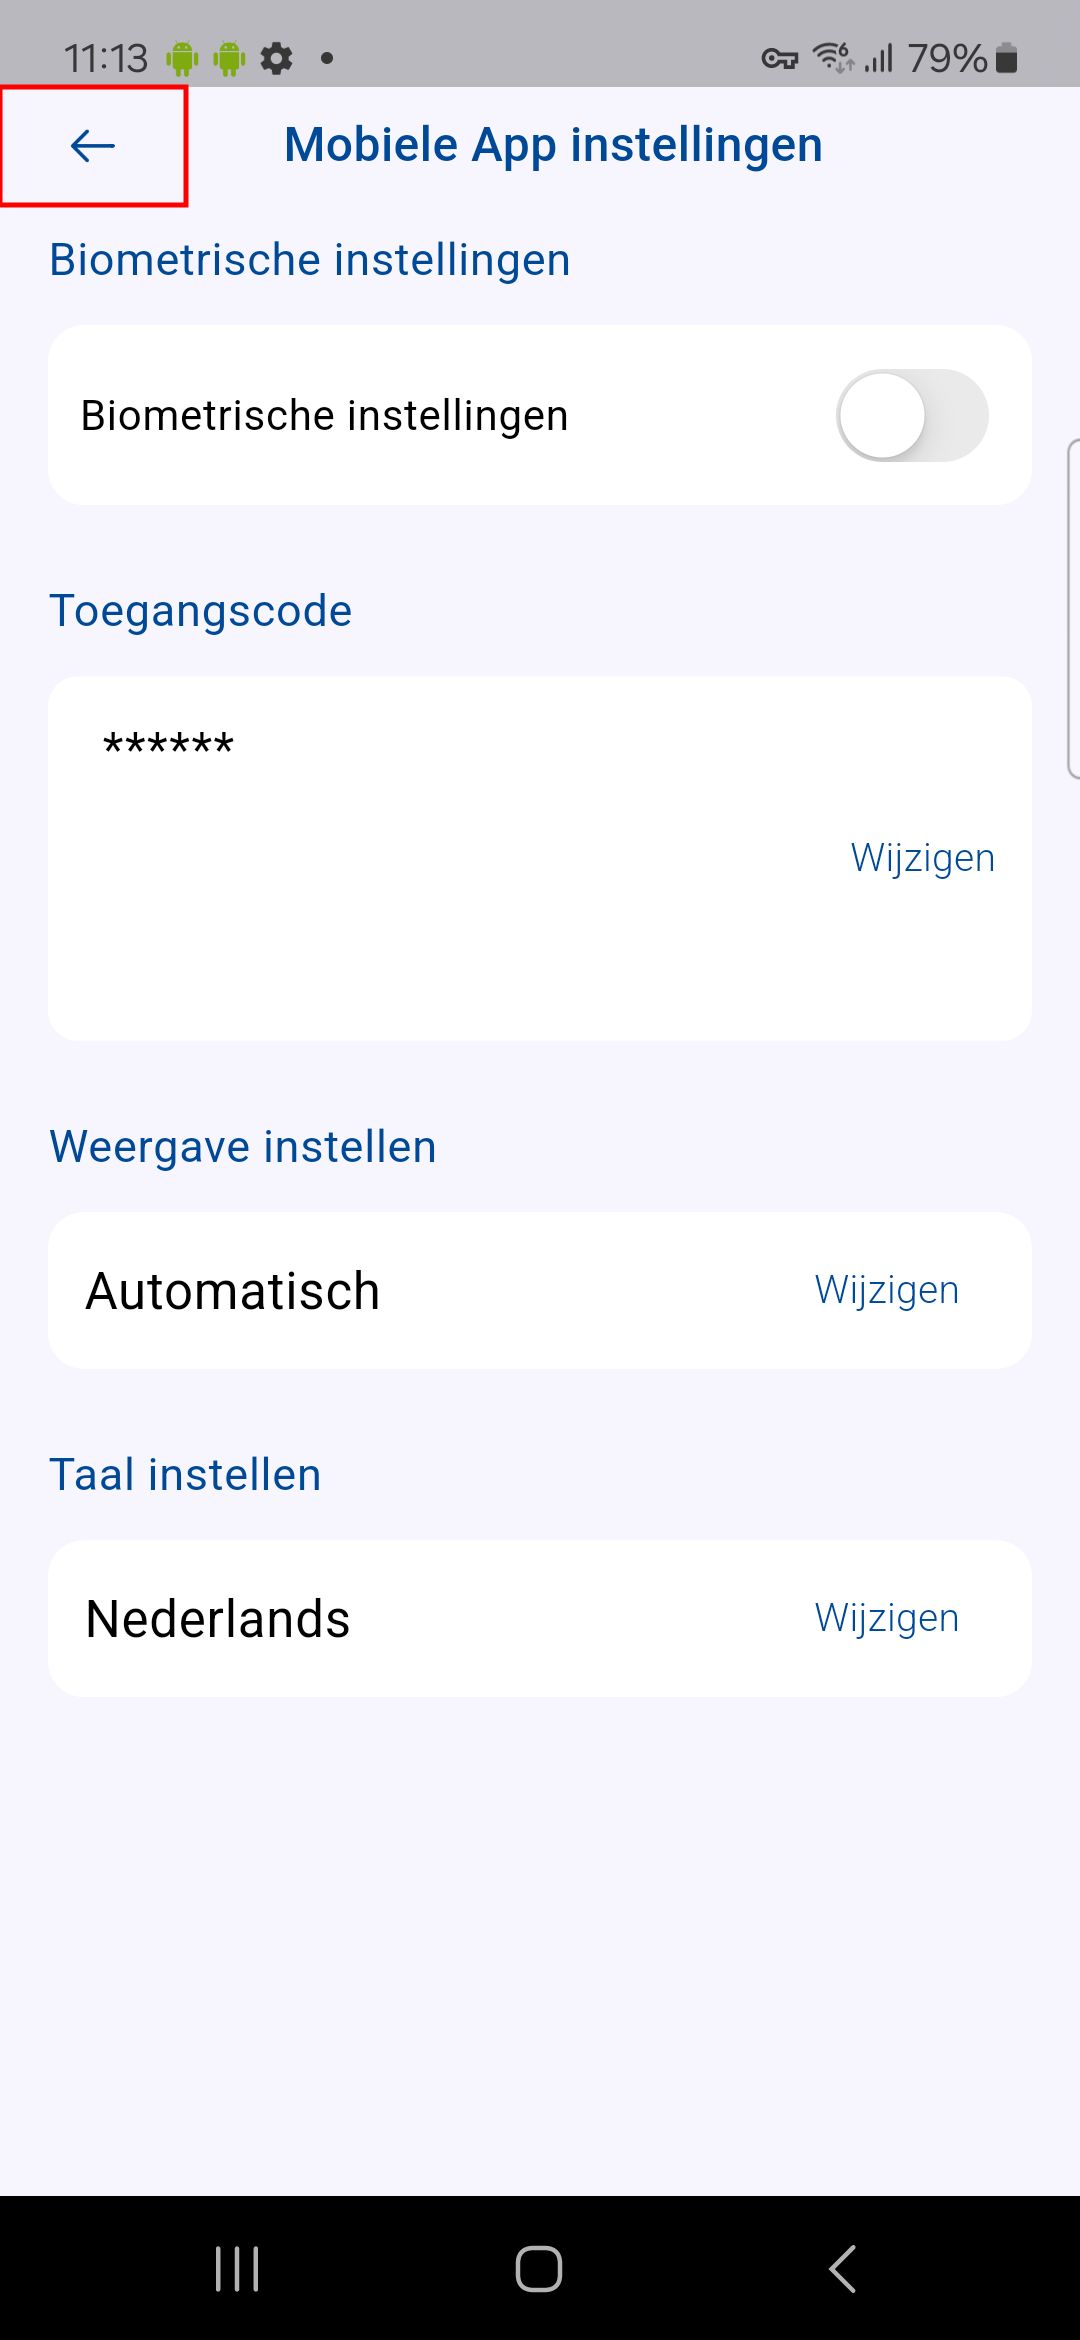 11:13 79%
Mobiele App instellingen
Biometrische instellingen
Biometrische instellingen
Toegangscode
******
Wijzigen
Weergave instellen
Automatisch Wijzigen
Taal instellen
Nederlands Wijzigen